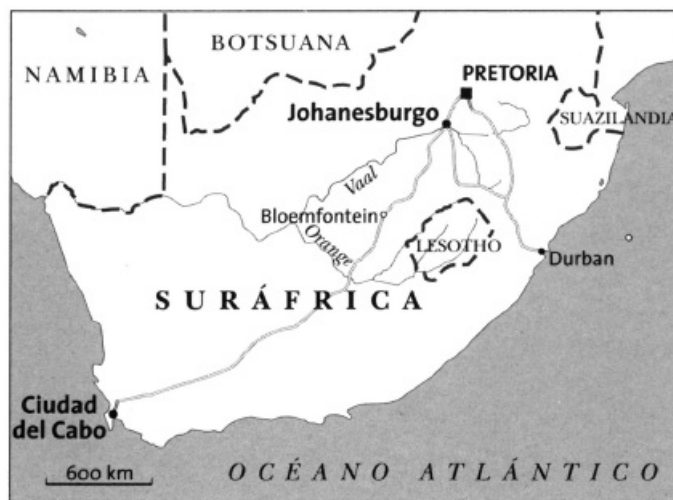 BOTSUANA
NAMIBIA
PRETORIA
Johanesburgo
SUAZILANDIA
Vaal
Bloemfontein
Orange
LESOTHO
Durban
SURÁFRICA
Ciudad
del Cabo
600 km
OCÉANO ATLÁNTICO